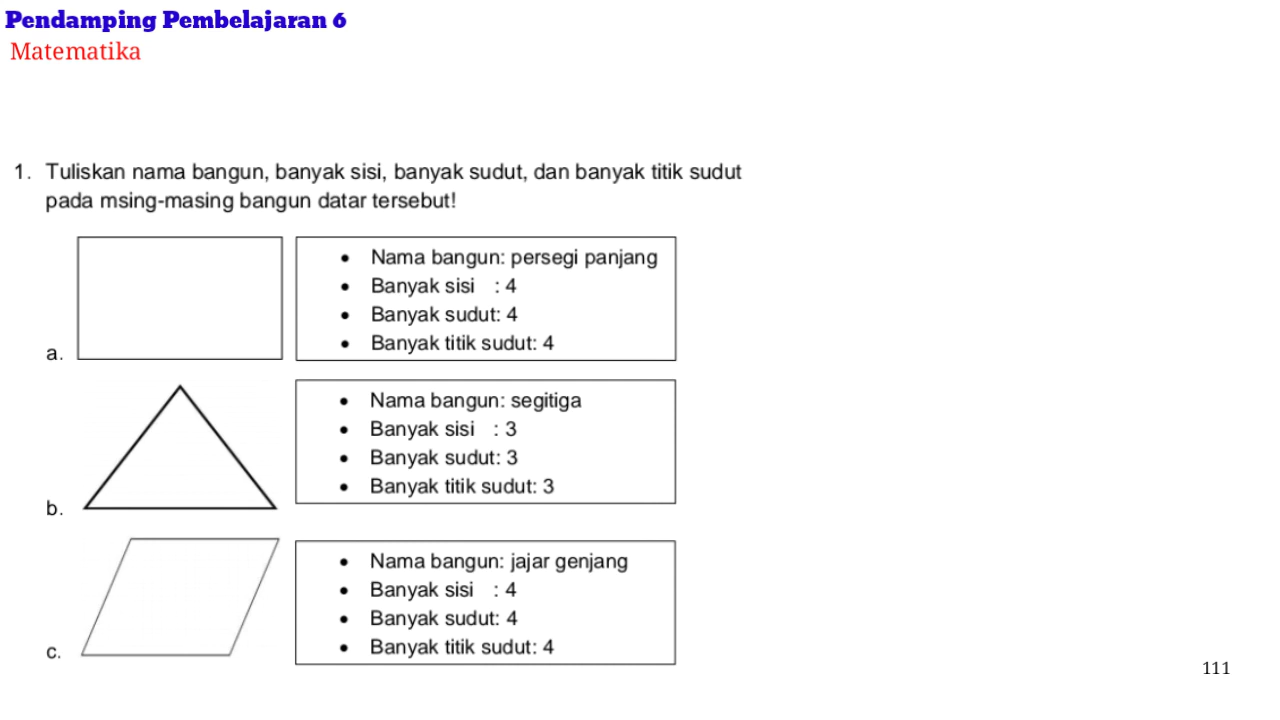 Pendamping Pembelajaran 6
Matematika
1. Tuliskan nama bangun, banyak sisi, banyak sudut, dan banyak titik sudut
pada msing-masing bangun datar tersebut!
a.
• Nama bangun: persegi panjang
• Banyak sisi : 4
• Banyak sudut: 4
• Banyak titik sudut: 4
b.
• Nama bangun: segitiga
• Banyak sisi : 3
• Banyak sudut: 3
• Banyak titik sudut: 3
c.
• Nama bangun: jajar genjang
• Banyak sisi : 4
• Banyak sudut: 4
• Banyak titik sudut: 4
111